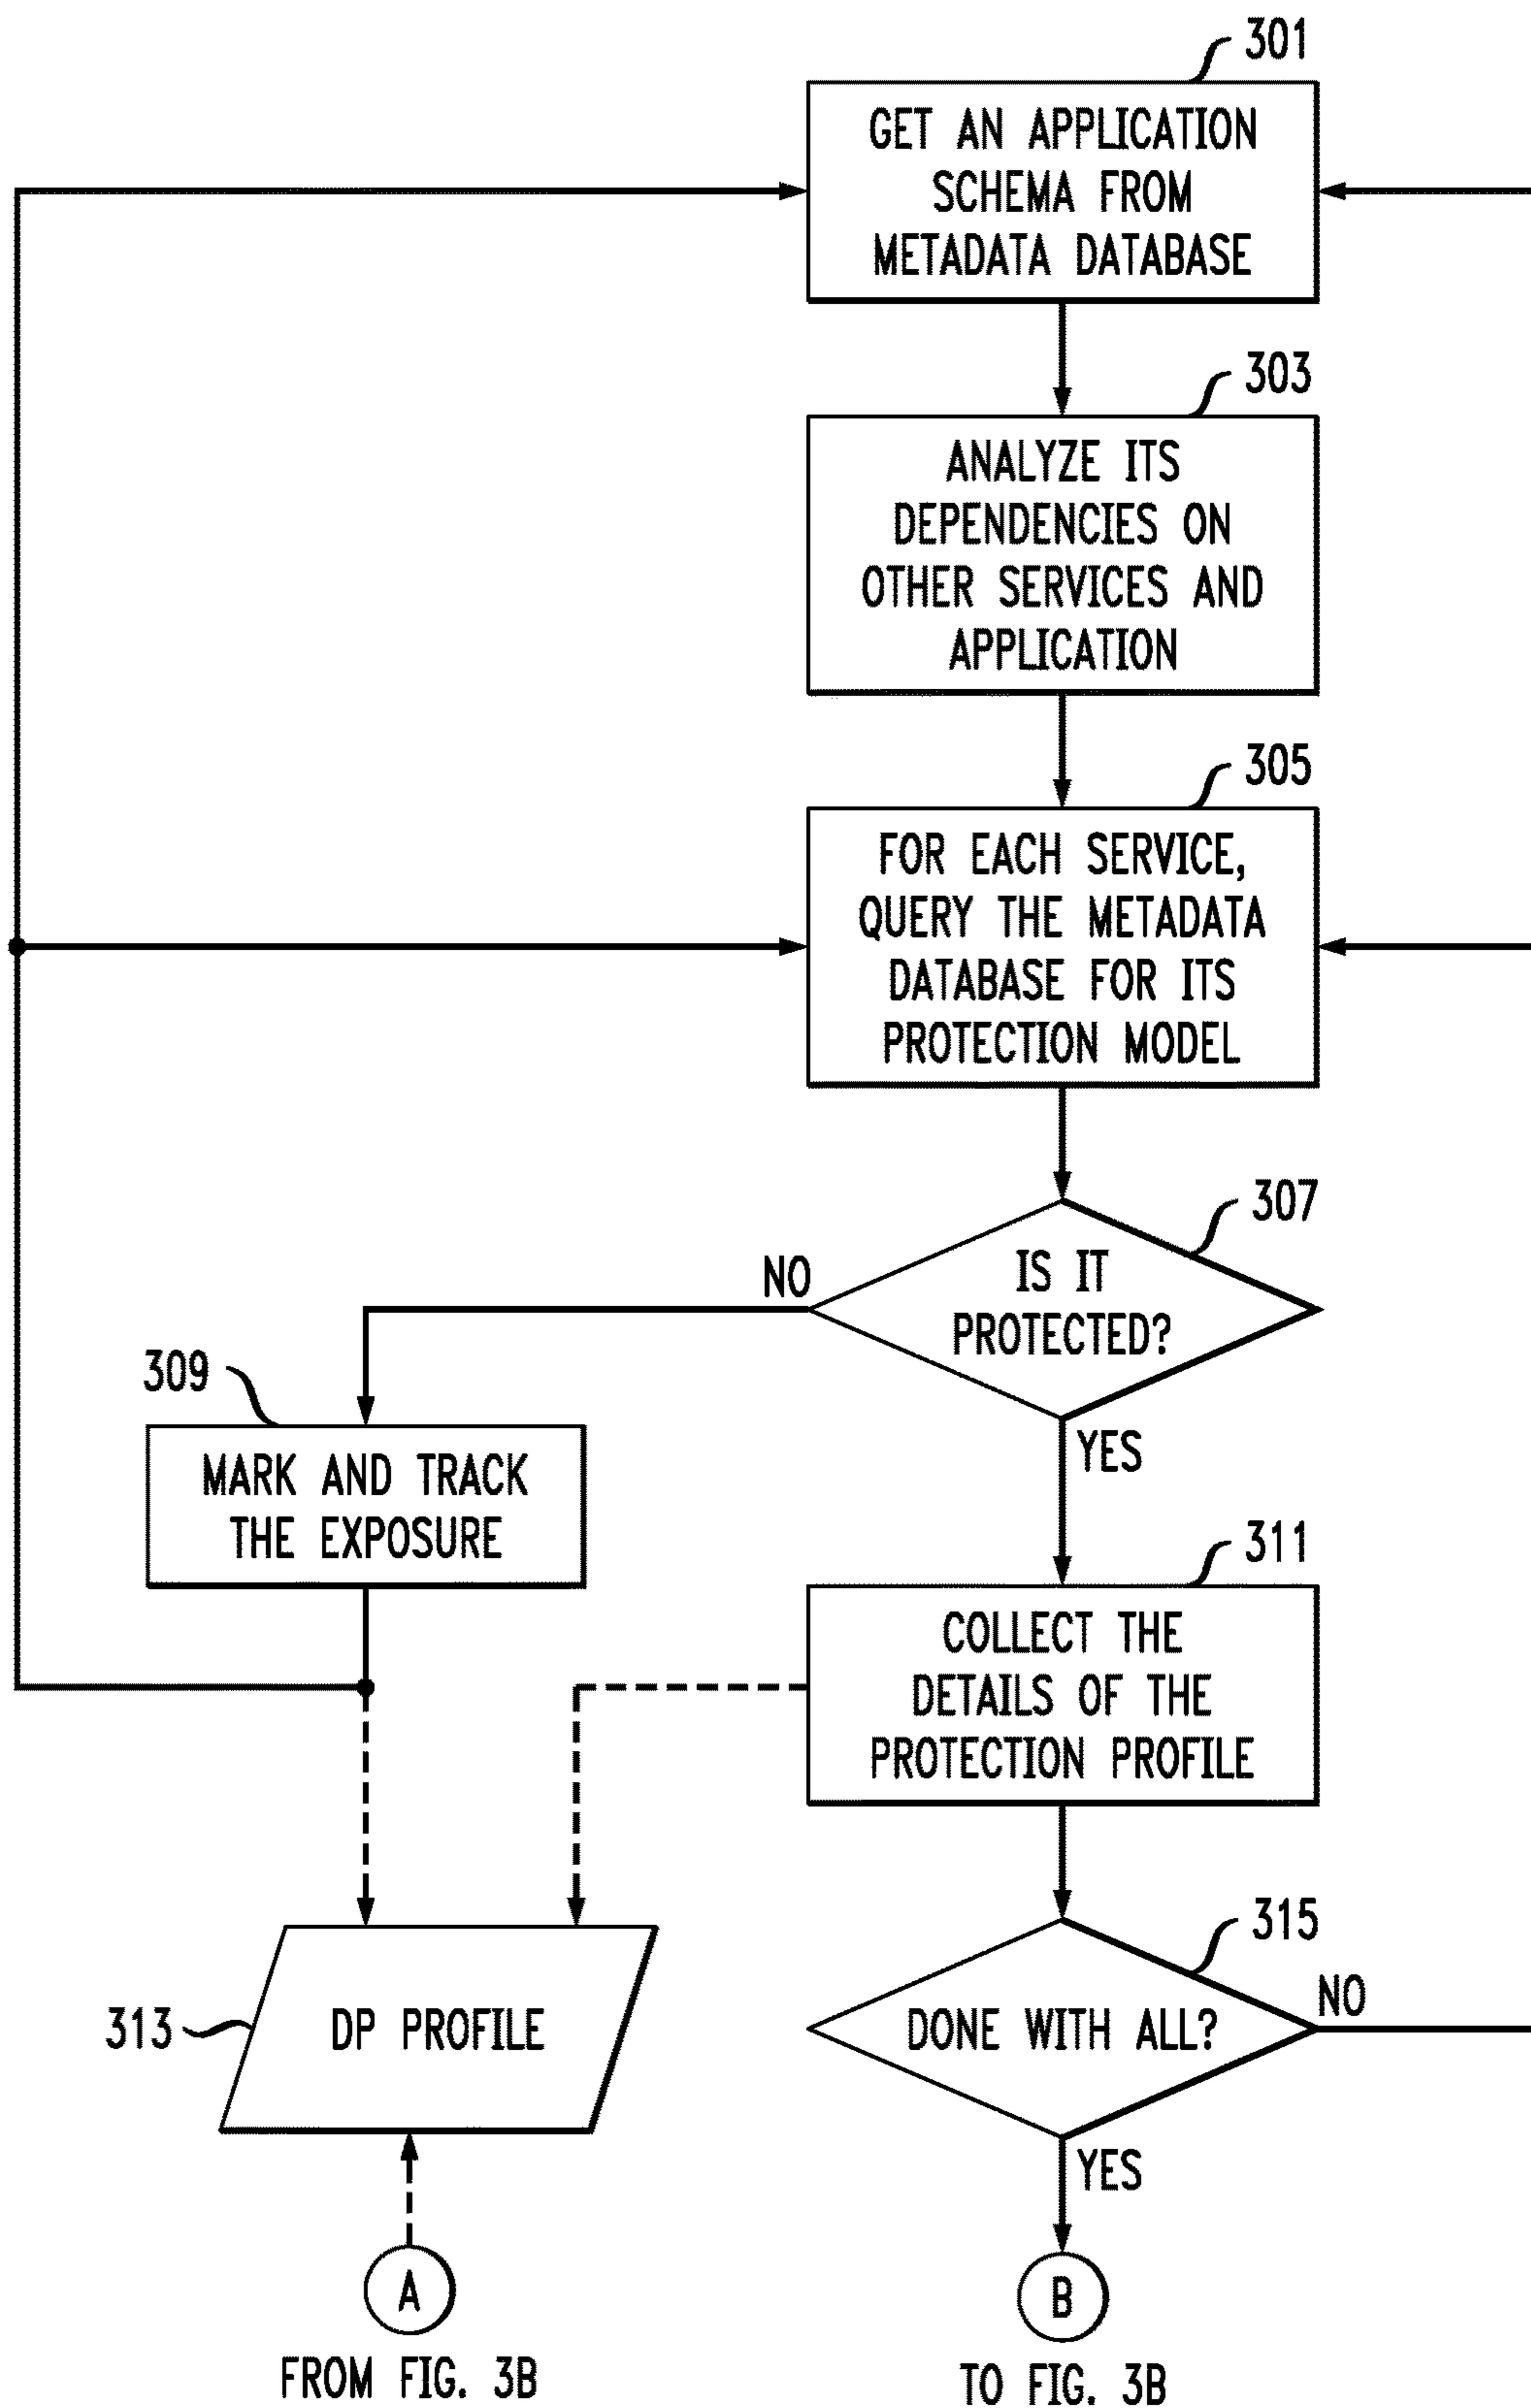 301
GET AN APPLICATION
SCHEMA FROM
METADATA DATABASE
303
ANALYZE ITS
DEPENDENCIES ON
OTHER SERVICES AND
APPLICATION
305
FOR EACH SERVICE,
QUERY THE METADATA
DATABASE FOR ITS
PROTECTION MODEL
307
IS IT
PROTECTED?
NO
YES
309
MARK AND TRACK
THE EXPOSURE
311
COLLECT THE
DETAILS OF THE
PROTECTION PROFILE
313
DP PROFILE
315
DONE WITH ALL?
NO
YES
A
FROM FIG. 3B
B
TO FIG. 3B